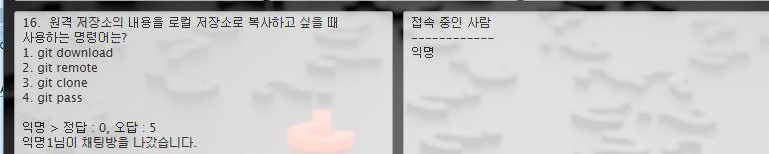 16. 원격 저장소의 내용을 로컬 저장소로 복사하고 싶을 때
사용하는 명령어는?
1. git download
2. git remote
3. git clone
4. git pass
익명 > 정답 : 0, 오답 : 5
익명1님이 채팅방을 나갔습니다.
접속 중인 사람
------------
익명